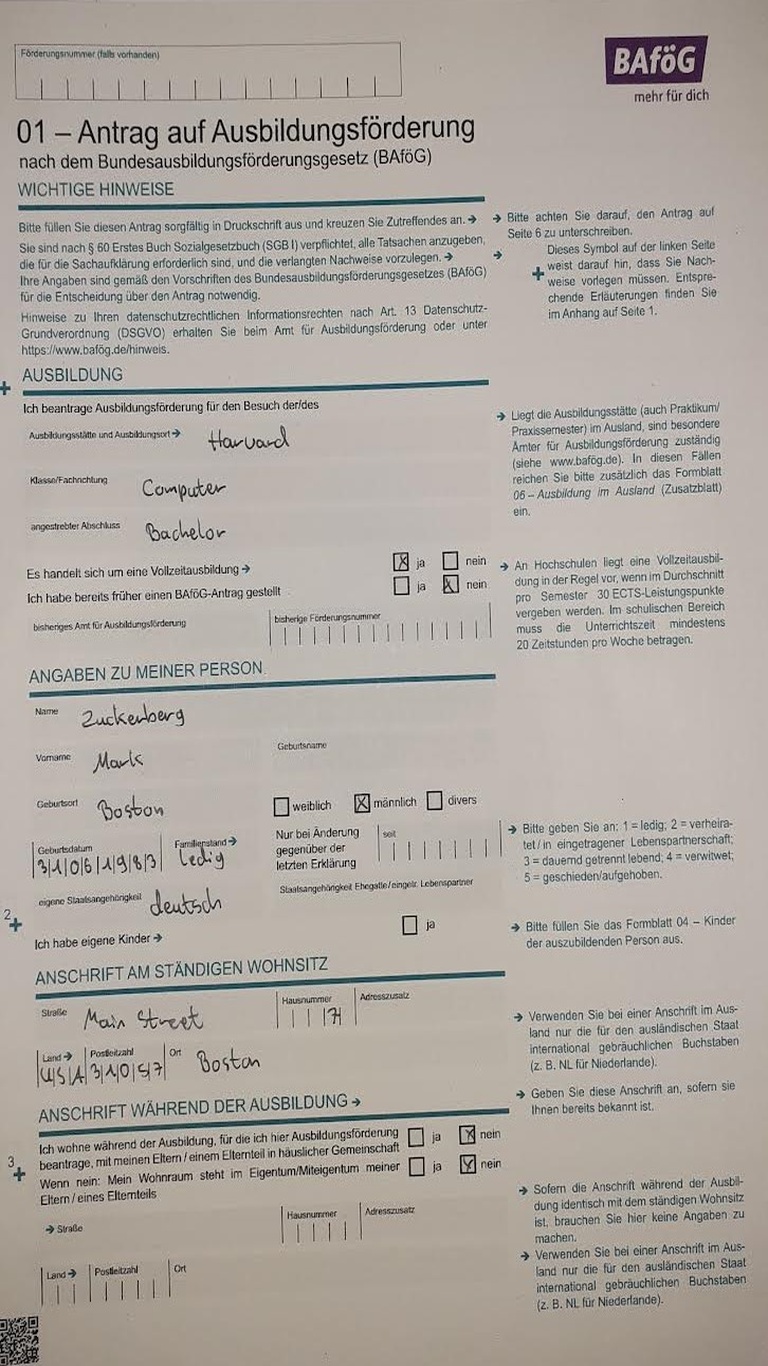 Förderungsnummer (falls vorhanden)
BAföG
mehr für dich
01 – Antrag auf Ausbildungsförderung
nach dem Bundesausbildungsförderungsgesetz (BAföG)
WICHTIGE HINWEISE
Bitte füllen Sie diesen Antrag sorgfältig in Druckschrift aus und kreuzen Sie Zutreffendes an. →
Sie sind nach § 60 Erstes Buch Sozialgesetzbuch (SGB I) verpflichtet, alle Tatsachen anzugeben,
die für die Sachaufklärung erforderlich sind, und die verlangten Nachweise vorzulegen. →
Ihre Angaben sind gemäß den Vorschriften des Bundesausbildungsförderungsgesetzes (BAföG)
für die Entscheidung über den Antrag notwendig.
Hinweise zu Ihren datenschutzrechtlichen Informationsrechten nach Art. 13 Datenschutz-
Grundverordnung (DSGVO) erhalten Sie beim Amt für Ausbildungsförderung oder unter
https://www.bafög.de/hinweis.
→ Bitte achten Sie darauf, den Antrag auf
Seite 6 zu unterschreiben.
→ Dieses Symbol auf der linken Seite
+ weist darauf hin, dass Sie Nach-
weise vorlegen müssen. Entspre-
chende Erläuterungen finden Sie
im Anhang auf Seite 1.
+ AUSBILDUNG
Ich beantrage Ausbildungsförderung für den Besuch der/des
Ausbildungsstätte und Ausbildungsort → Harvard
Klasse/Fachrichtung Computer
angestrebter Abschluss Bachelor
Es handelt sich um eine Vollzeitausbildung → ☒ ja ☐ nein
Ich habe bereits früher einen BAföG-Antrag gestellt ☐ ja ☒ nein
bisheriges Amt für Ausbildungsförderung bisherige Förderungsnummer
→ Liegt die Ausbildungsstätte (auch Praktikum/
Praxissemester) im Ausland, sind besondere
Ämter für Ausbildungsförderung zuständig
(siehe www.bafög.de). In diesen Fällen
reichen Sie bitte zusätzlich das Formblatt
06 – Ausbildung im Ausland (Zusatzblatt)
ein.
→ An Hochschulen liegt eine Vollzeitausbil-
dung in der Regel vor, wenn im Durchschnitt
pro Semester 30 ECTS-Leistungspunkte
vergeben werden. Im schulischen Bereich
muss die Unterrichtszeit mindestens
20 Zeitstunden pro Woche betragen.
ANGABEN ZU MEINER PERSON
Name Zuckenberg
Vorname Mark Geburtsname
Geburtsort Boston ☐ weiblich ☒ männlich ☐ divers
Geburtsdatum 31061983 Familienstand → ledig
Nur bei Änderung
gegenüber der
letzten Erklärung
seit
eigene Staatsangehörigkeit deutsch Staatsangehörigkeit Ehegatte/eingetr. Lebenspartner
2+ Ich habe eigene Kinder → ☐ ja
→ Bitte geben Sie an: 1 = ledig; 2 = verheira-
tet / in eingetragener Lebenspartnerschaft;
3 = dauernd getrennt lebend; 4 = verwitwet;
5 = geschieden/aufgehoben.
→ Bitte füllen Sie das Formblatt 04 – Kinder
der auszubildenden Person aus.
ANSCHRIFT AM STÄNDIGEN WOHNSITZ
Straße Main Street Hausnummer 17 Adresszusatz
Land → USA Postleitzahl 31057 Ort Boston
→ Verwenden Sie bei einer Anschrift im Aus-
land nur die für den ausländischen Staat
international gebräuchlichen Buchstaben
(z. B. NL für Niederlande).
ANSCHRIFT WÄHREND DER AUSBILDUNG →
→ Geben Sie diese Anschrift an, sofern sie
Ihnen bereits bekannt ist.
3+ Ich wohne während der Ausbildung, für die ich hier Ausbildungsförderung
beantrage, mit meinen Eltern / einem Elternteil in häuslicher Gemeinschaft ☐ ja ☒ nein
Wenn nein: Mein Wohnraum steht im Eigentum/Miteigentum meiner
Eltern / eines Elternteils ☐ ja ☒ nein
→ Straße Hausnummer Adresszusatz
Land → Postleitzahl Ort
→ Sofern die Anschrift während der Ausbil-
dung identisch mit dem ständigen Wohnsitz
ist, brauchen Sie hier keine Angaben zu
machen.
→ Verwenden Sie bei einer Anschrift im Aus-
land nur die für den ausländischen Staat
international gebräuchlichen Buchstaben
(z. B. NL für Niederlande).